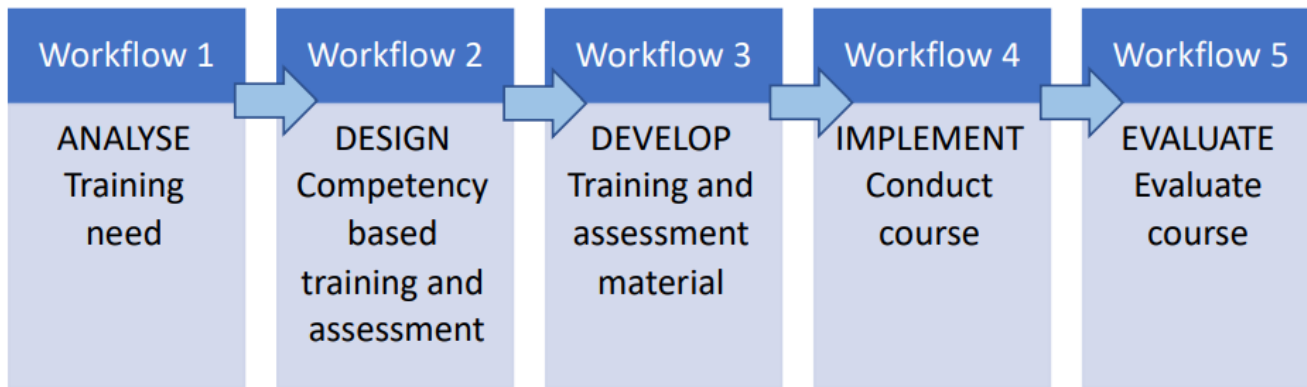 Workflow 1
ANALYSE
Training
need
Workflow 2
DESIGN
Competency
based
training and
assessment
Workflow 3
DEVELOP
Training and
assessment
material
Workflow 4
IMPLEMENT
Conduct
course
Workflow 5
EVALUATE
Evaluate
course